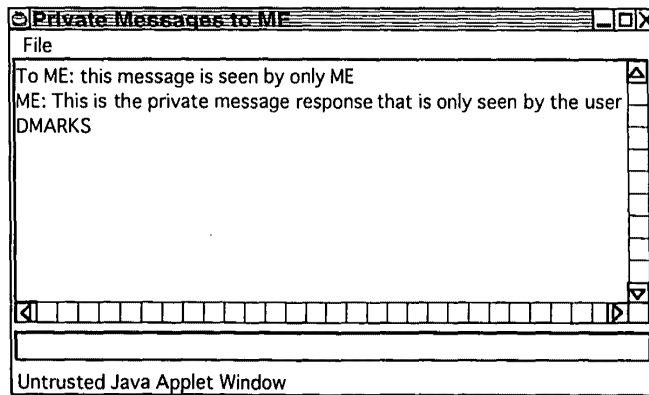 Private Messages to ME
File
To ME: this message is seen by only ME
ME: This is the private message response that is only seen by the user
DMARKS
Untrusted Java Applet Window